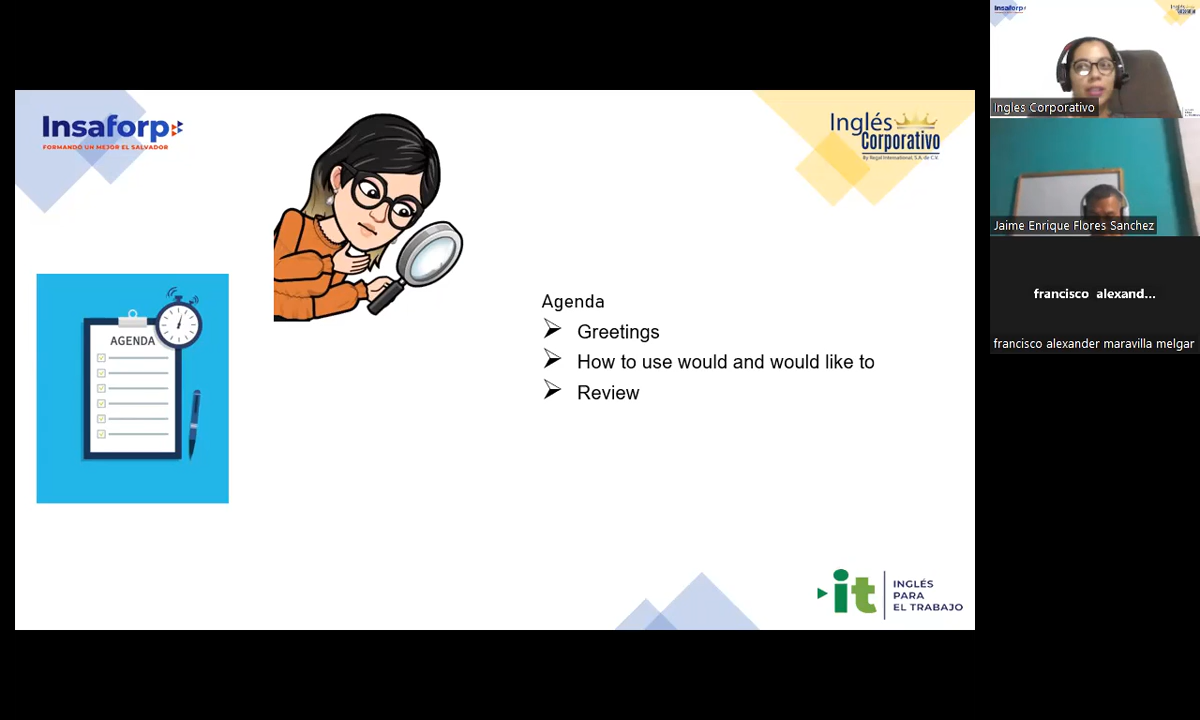 Insaforp
FORMANDO UN MEJOR EL SALVADOR
Inglés
Corporativo
By Regal International, S.A. de C.V.
AGENDA
Agenda
Greetings
How to use would and would like to
Review
it
INGLÉS
PARA
EL TRABAJO
Insaforp
Ingles Corporativo
Jaime Enrique Flores Sanchez
francisco alexand...
francisco alexander maravilla melgar